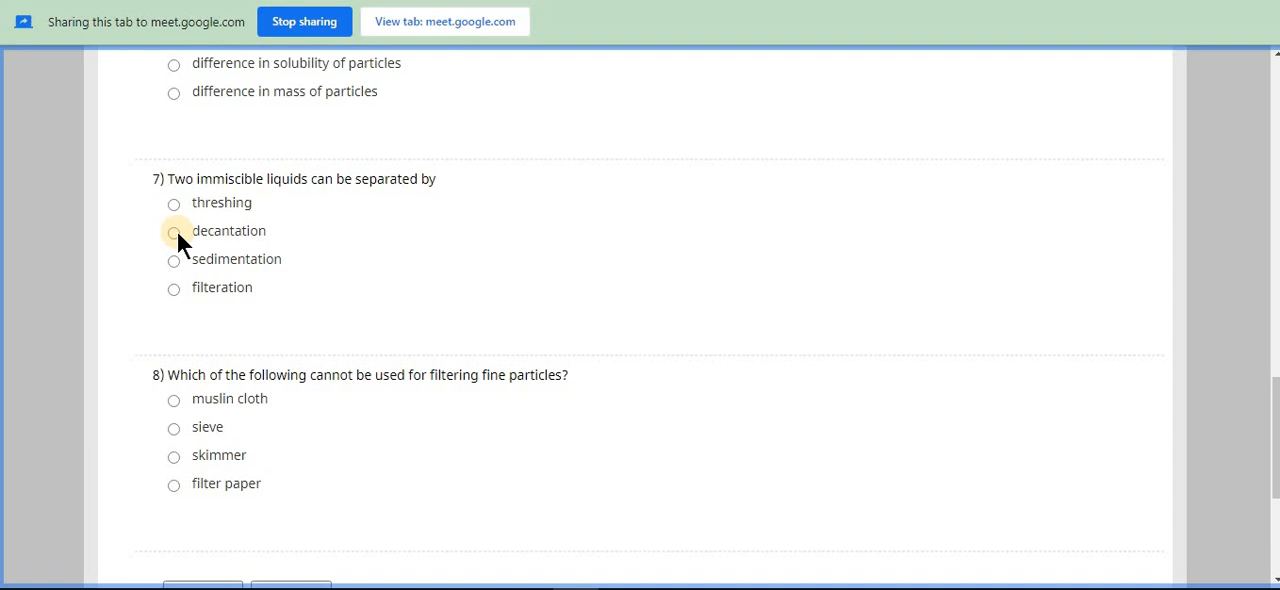 Sharing this tab to meet.google.com
Stop sharing
View tab: meet.google.com
difference in solubility of particles
difference in mass of particles
7) Two immiscible liquids can be separated by
threshing
decantation
sedimentation
filteration
8) Which of the following cannot be used for filtering fine particles?
muslin cloth
sieve
skimmer
filter paper